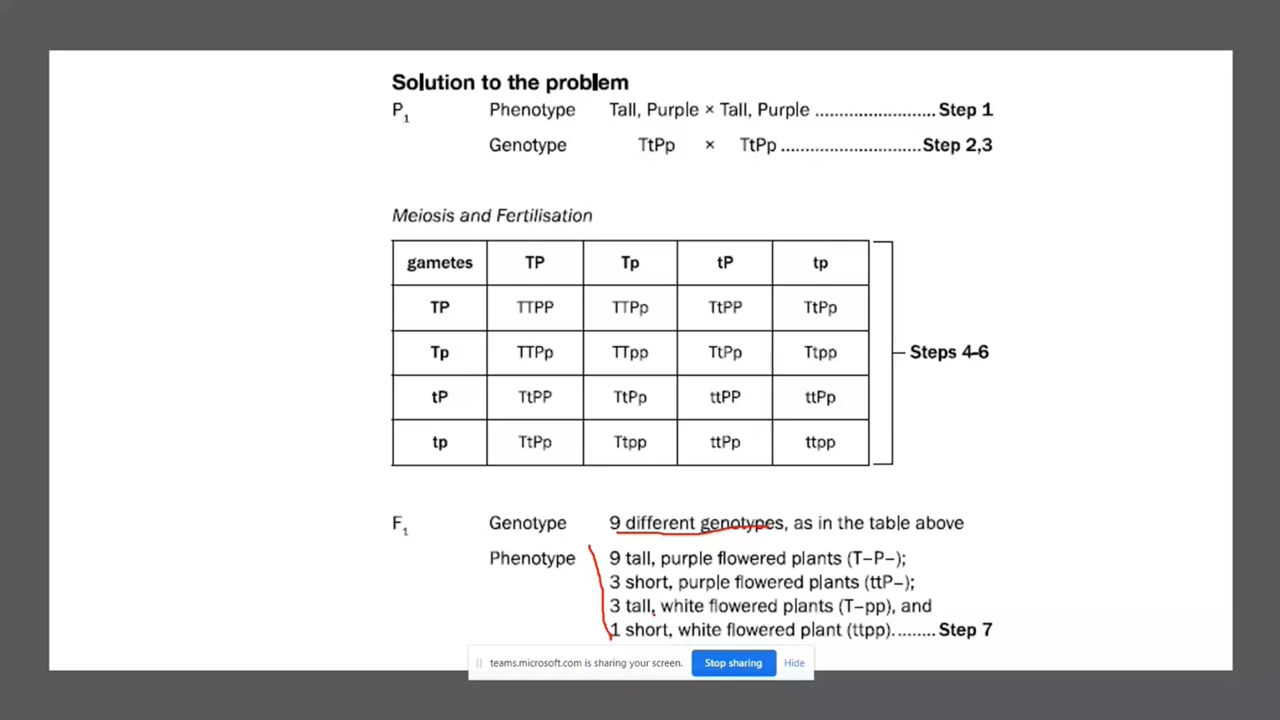 Solution to the problem
P1 Phenotype Tall, Purple × Tall, Purple ......................... Step 1
Genotype TtPp × TtPp ............................. Step 2,3
Meiosis and Fertilisation
gametes TP Tp tP tp
TP TTPP TTPp TtPP TtPp
Tp TTPp TTpp TtPp Ttpp
Steps 4-6
tP TtPP TtPp ttPP ttPp
tp TtPp Ttpp ttPp ttpp
F1 Genotype 9 different genotypes, as in the table above
Phenotype 9 tall, purple flowered plants (T–P–);
3 short, purple flowered plants (ttP–);
3 tall, white flowered plants (T–pp), and
1 short, white flowered plant (ttpp). ........ Step 7
teams.microsoft.com is sharing your screen. Stop sharing Hide